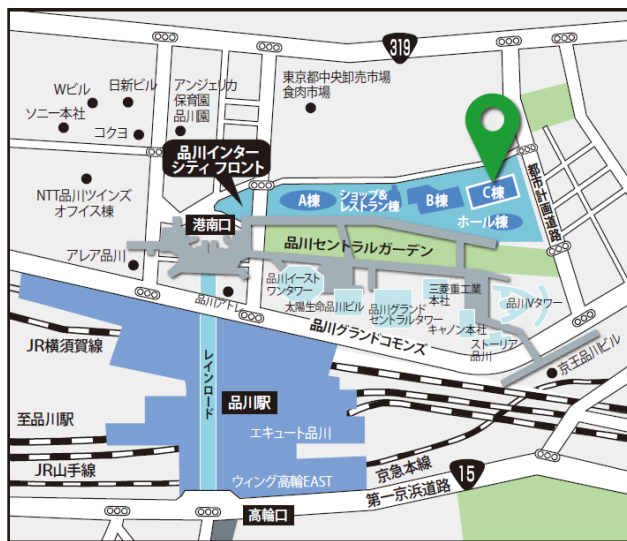 319
Wビル
日新ビル
アンジェリカ
保育園
品川園
ソニー本社
コクヨ
東京都中央卸売市場
食肉市場
品川インター
シティ フロント
NTT品川ツインズ
オフィス棟
A棟
ショップ&
レストラン棟
B棟
C棟
ホール棟
都市計画道路
港南口
品川セントラルガーデン
アレア品川
品川アトレ
品川イースト
ワンタワー
太陽生命品川ビル
品川グランド
セントラルタワー
三菱重工業
本社
キャノン本社
品川Vタワー
ストーリア
品川
品川グランドコモンズ
京王品川ビル
JR横須賀線
レインロード
品川駅
至品川駅
エキュート品川
JR山手線
ウィング高輪EAST
京急本線
第一京浜道路
15
高輪口